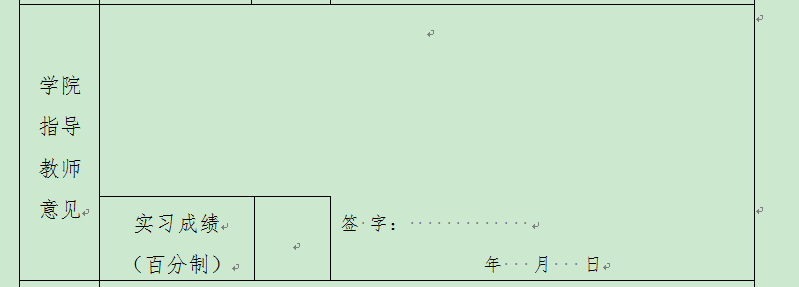 学院
指导
教师
意见
实习成绩
（百分制）
签 字：
年 月 日